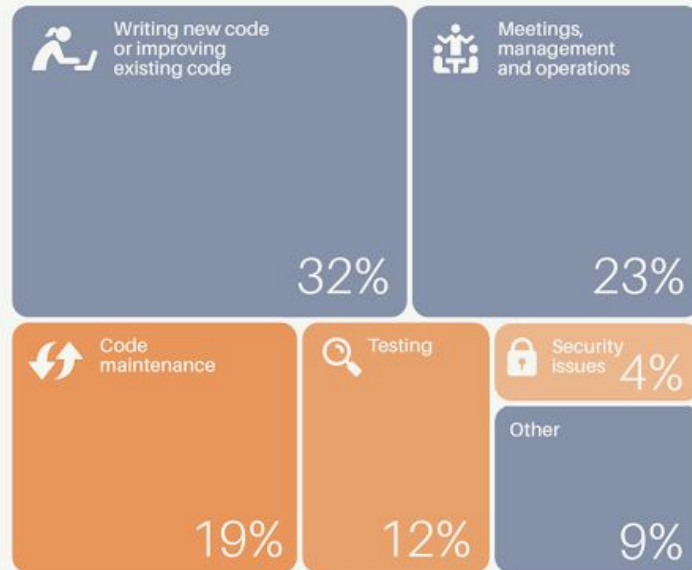 Writing new code
or improving
existing code
32%
Meetings,
management
and operations
23%
Code
maintenance
19%
Testing
12%
Security
issues
4%
Other
9%